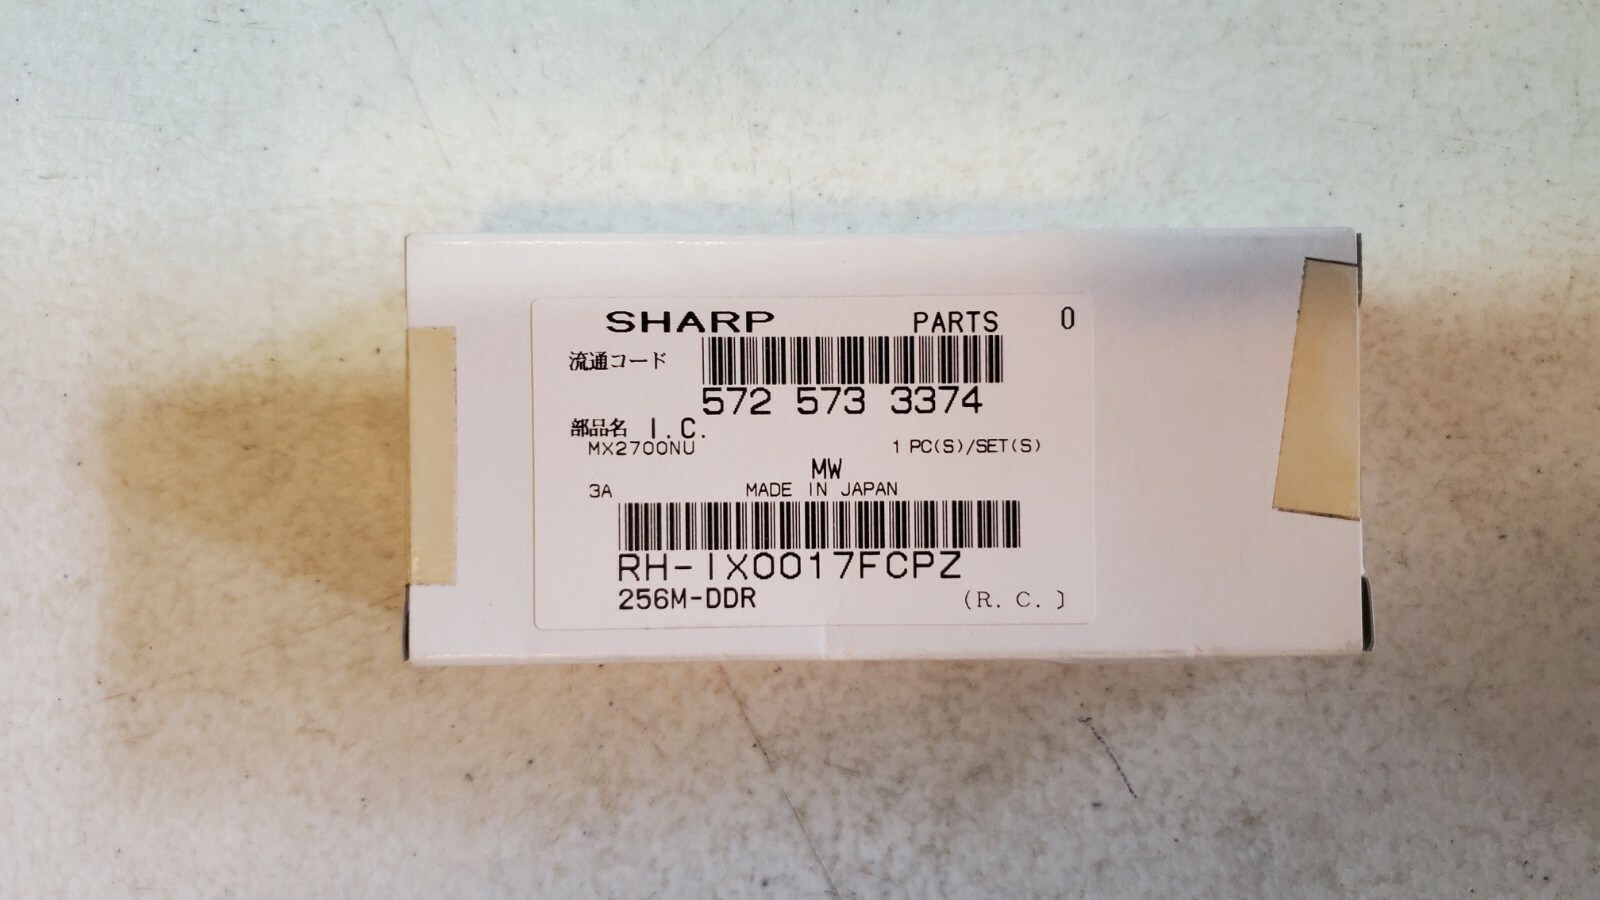 SHARP PARTS 0
流通コード
572 573 3374
部品名 I.C.
MX2700NU 1 PC(S)/SET(S)
MW
3A MADE IN JAPAN
RH-IX0017FCPZ
256M-DDR (R. C. )